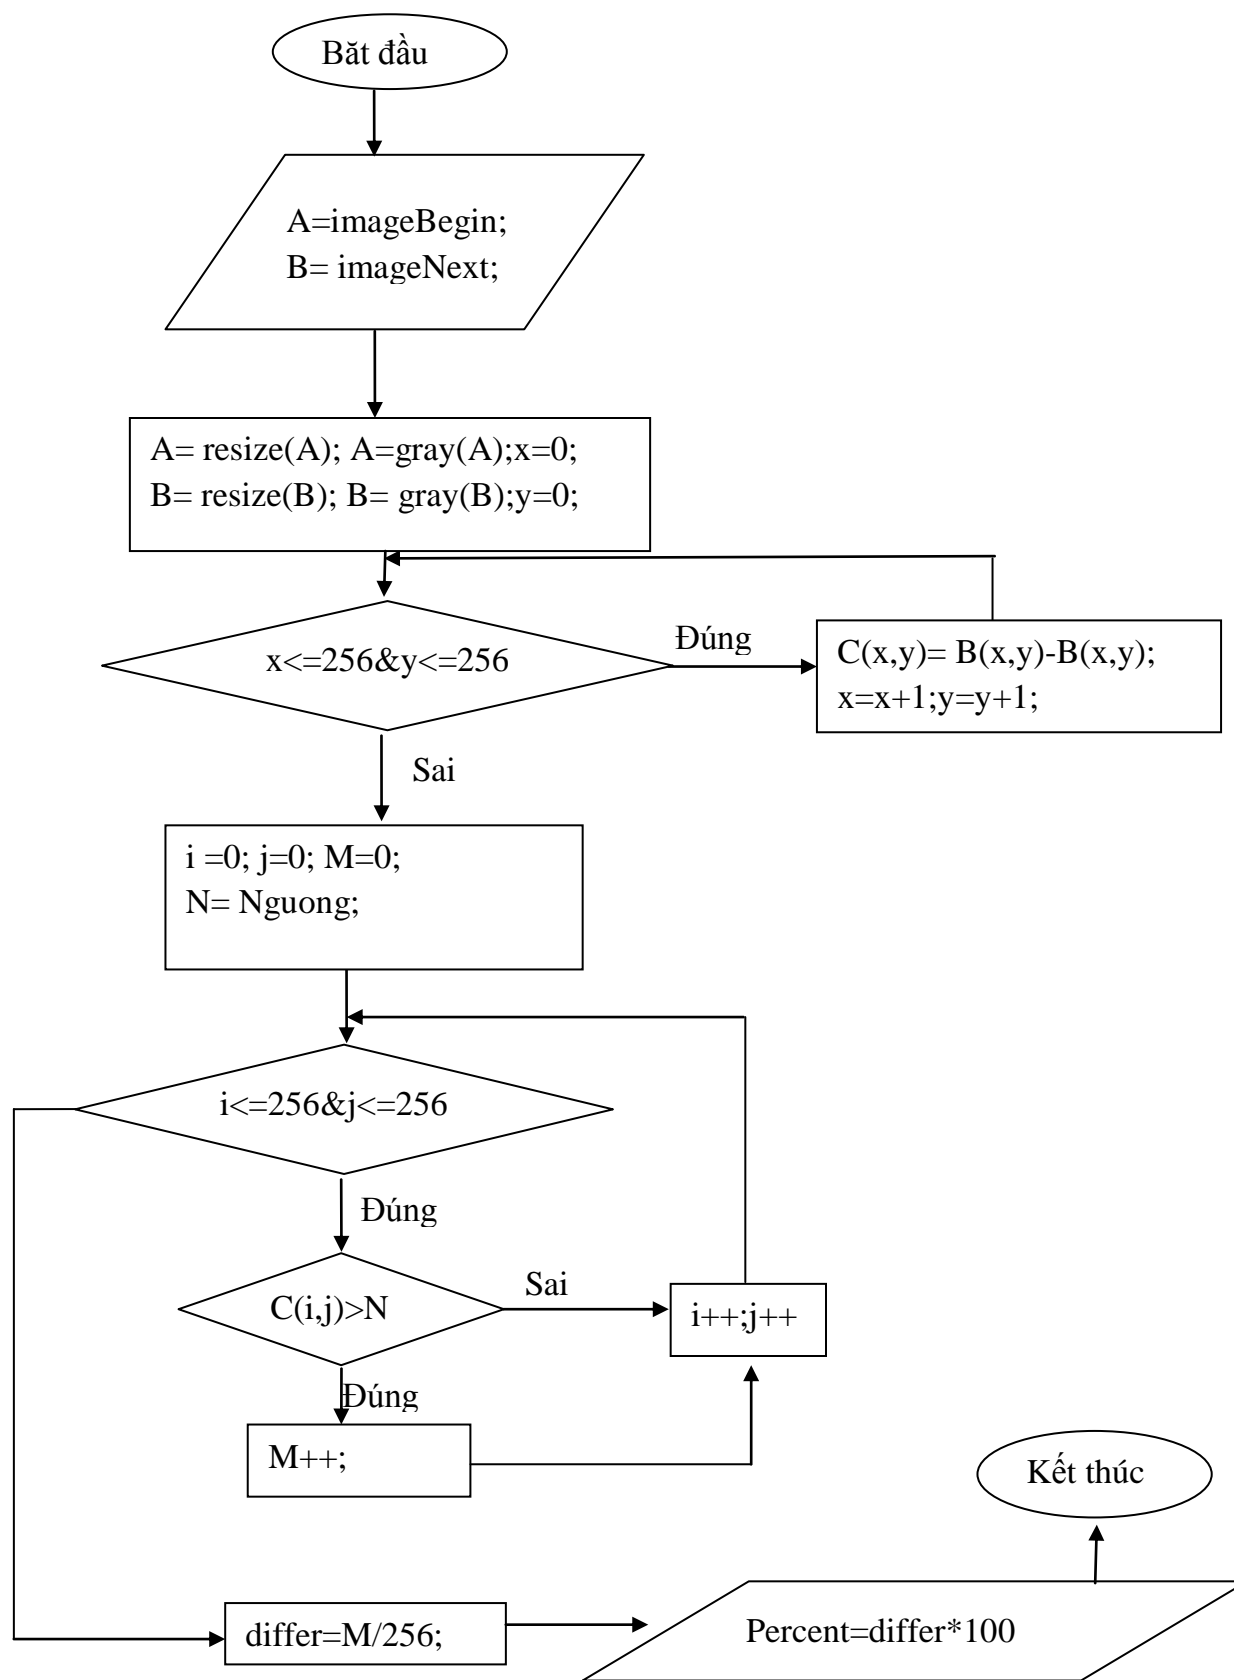 Băt đầu
A=imageBegin;
B= imageNext;
A= resize(A); A=gray(A);x=0;
B= resize(B); B= gray(B);y=0;
x<=256&y<=256
Đúng
C(x,y)= B(x,y)-B(x,y);
x=x+1;y=y+1;
Sai
i =0; j=0; M=0;
N= Nguong;
i<=256&j<=256
Đúng
C(i,j)>N
Sai
i++;j++
Đúng
M++;
Kết thúc
differ=M/256;
Percent=differ*100